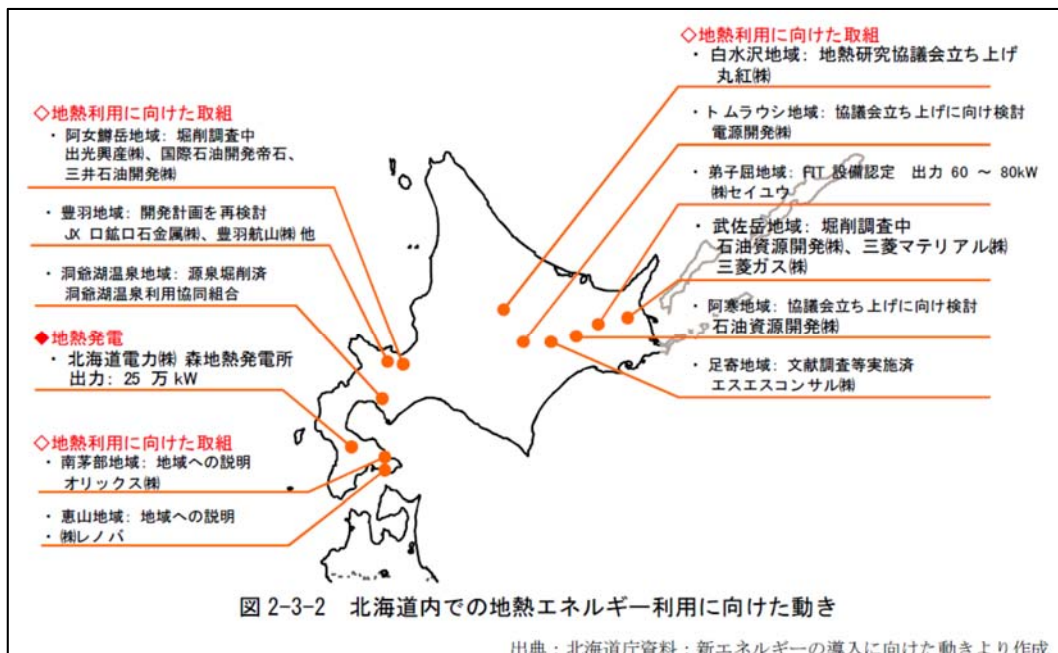 ◇地熱利用に向けた取組
・阿女鱒岳地域: 堀削調査中
出光興産㈱、国際石油開発帝石、
三井石油開発㈱
・豊羽地域: 開発計画を再検討
JX 口鉱口石金属㈱、豊羽航山㈱ 他
・洞爺湖温泉地域: 源泉堀削済
洞爺湖温泉利用協同組合
◆地熱発電
・北海道電力㈱ 森地熱発電所
出力: 25 万 kW
◇地熱利用に向けた取組
・南茅部地域: 地域への説明
オリックス㈱
・恵山地域: 地域への説明
・㈱レノバ
◇地熱利用に向けた取組
・白水沢地域: 地熱研究協議会立ち上げ
丸紅㈱
・トムラウシ地域: 協議会立ち上げに向け検討
電源開発㈱
・弟子屈地域: FIT 設備認定 出力 60 ～ 80kW
㈱セイユウ
・武佐岳地域: 堀削調査中
石油資源開発㈱、三菱マテリアル㈱
三菱ガス㈱
・阿寒地域: 協議会立ち上げに向け検討
石油資源開発㈱
・足寄地域: 文献調査等実施済
エスエスコンサル㈱
図 2-3-2 北海道内での地熱エネルギー利用に向けた動き
出典：北海道庁資料：新エネルギーの導入に向けた動きより作成